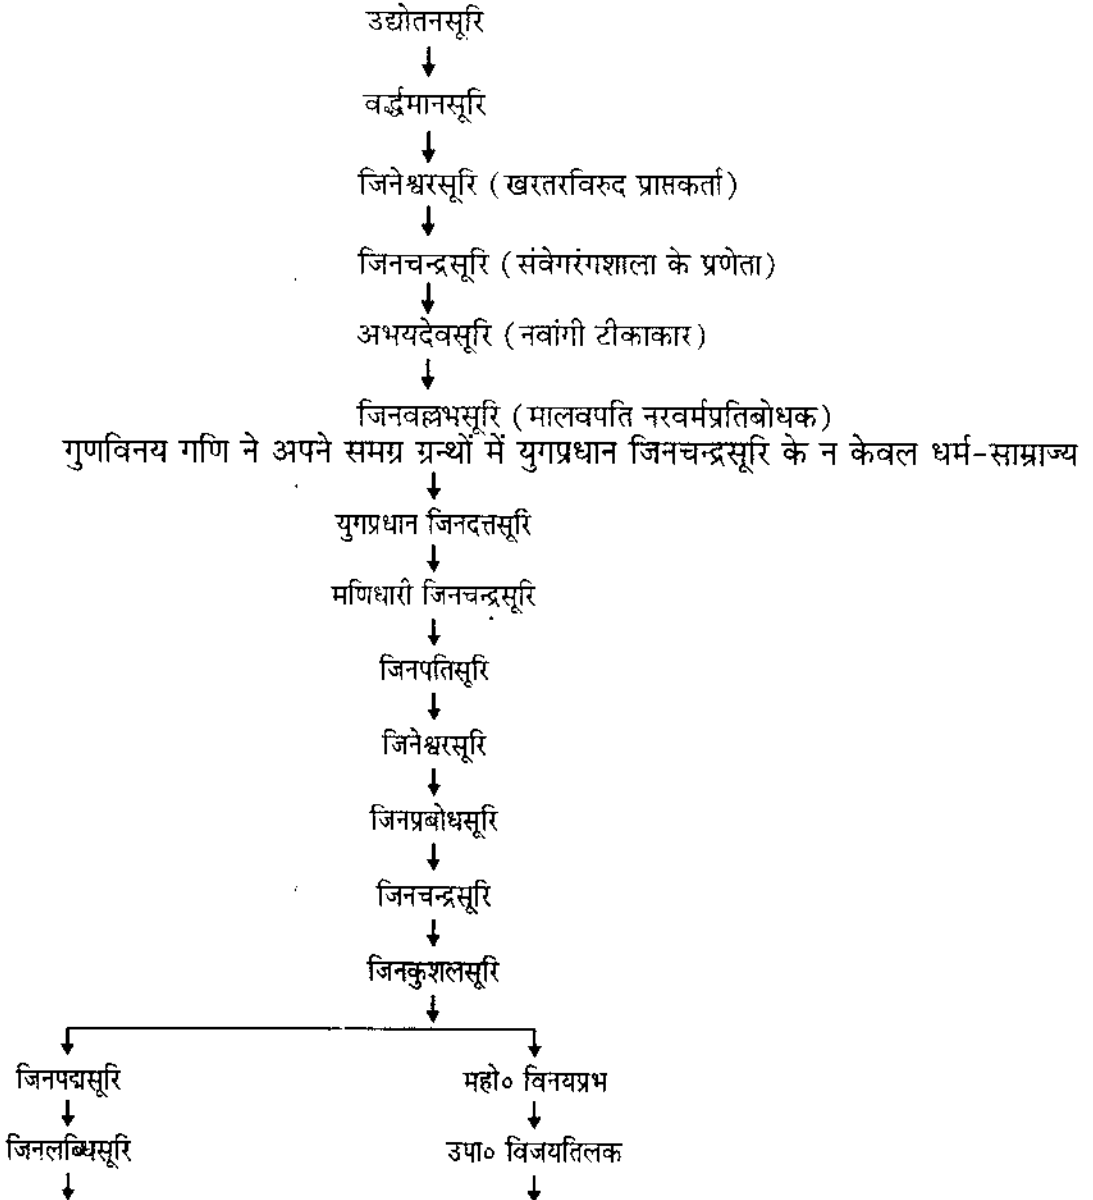 उद्योतनसूरि
वर्द्धमानसूरि
जिनेश्वरसूरि (खरतरविरुद प्राप्तकर्ता)
जिनचन्द्रसूरि (संवेगरंगशाला के प्रणेता)
अभयदेवसूरि (नवांगी टीकाकार)
जिनवल्लभसूरि (मालवपति नरवर्मप्रतिबोधक)
गुणविनय गणि ने अपने समग्र ग्रन्थों में युगप्रधान जिनचन्द्रसूरि के न केवल धर्म-साम्राज्य
युगप्रधान जिनदत्तसूरि
मणिधारी जिनचन्द्रसूरि
जिनपतिसूरि
जिनेश्वरसूरि
जिनप्रबोधसूरि
जिनचन्द्रसूरि
जिनकुशलसूरि
जिनपद्मसूरि महो० विनयप्रभ
जिनलब्धिसूरि उपा० विजयतिलक